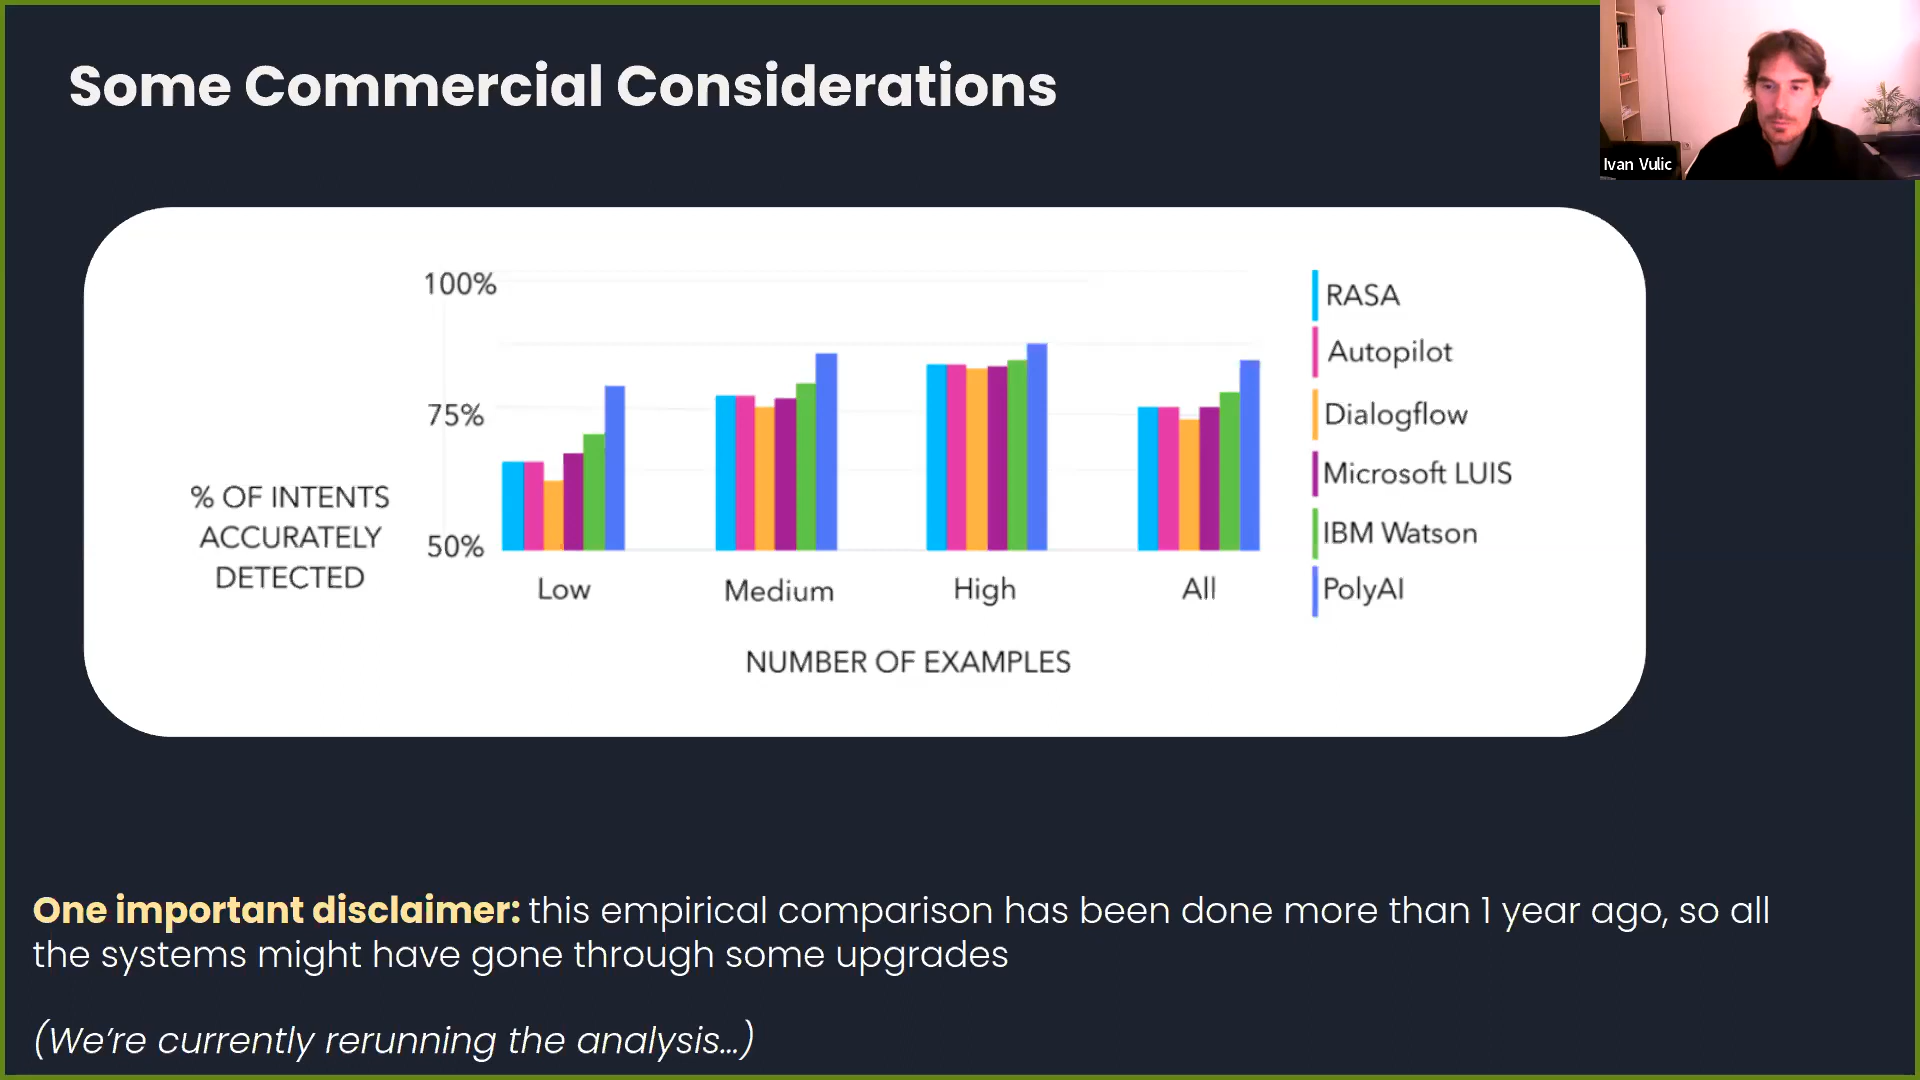 Some Commercial Considerations
Ivan Vulic
100%
75%
50%
% OF INTENTS
ACCURATELY
DETECTED
Low
Medium
High
All
NUMBER OF EXAMPLES
RASA
Autopilot
Dialogflow
Microsoft LUIS
IBM Watson
PolyAI
One important disclaimer: this empirical comparison has been done more than 1 year ago, so all
the systems might have gone through some upgrades
(We're currently rerunning the analysis...)